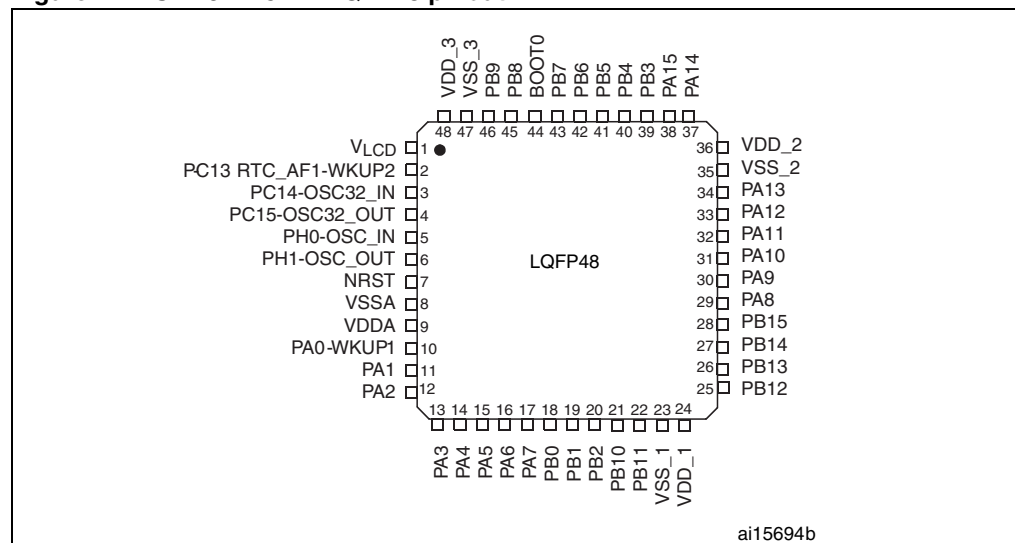 VDD_3
VSS_3
PB9
PB8
BOOT0
PB7
PB6
PB5
PB4
PB3
PA15
PA14
48 47 46 45 44 43 42 41 40 39 38 37
VLCD 1
PC13 RTC_AF1-WKUP2 2
PC14-OSC32_IN 3
PC15-OSC32_OUT 4
PH0-OSC_IN 5
PH1-OSC_OUT 6
NRST 7
VSSA 8
VDDA 9
PA0-WKUP1 10
PA1 11
PA2 12
LQFP48
36 VDD_2
35 VSS_2
34 PA13
33 PA12
32 PA11
31 PA10
30 PA9
29 PA8
28 PB15
27 PB14
26 PB13
25 PB12
13 14 15 16 17 18 19 20 21 22 23 24
PA3
PA4
PA5
PA6
PA7
PB0
PB1
PB2
PB10
PB11
VSS_1
VDD_1
ai15694b